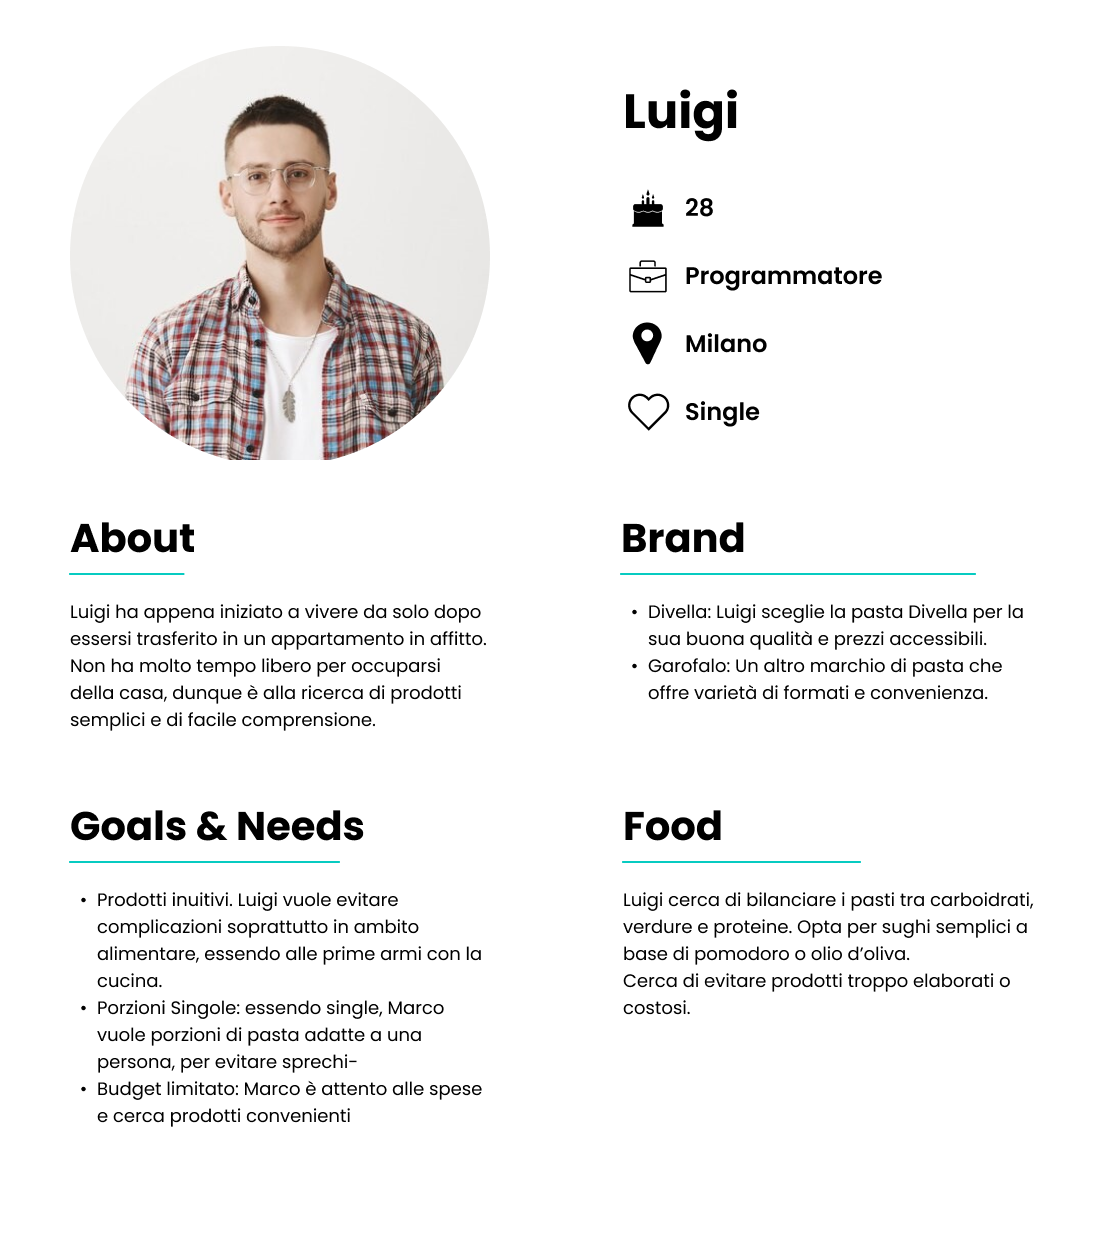 Luigi
28
Programmatore
Milano
Single
About
Luigi ha appena iniziato a vivere da solo dopo
essersi trasferito in un appartamento in affitto.
Non ha molto tempo libero per occuparsi
della casa, dunque è alla ricerca di prodotti
semplici e di facile comprensione.
Brand
• Divella: Luigi sceglie la pasta Divella per la
sua buona qualità e prezzi accessibili.
• Garofalo: Un altro marchio di pasta che
offre varietà di formati e convenienza.
Goals & Needs
• Prodotti inuitivi. Luigi vuole evitare
complicazioni soprattutto in ambito
alimentare, essendo alle prime armi con la
cucina.
• Porzioni Singole: essendo single, Marco
vuole porzioni di pasta adatte a una
persona, per evitare sprechi-
• Budget limitato: Marco è attento alle spese
e cerca prodotti convenienti
Food
Luigi cerca di bilanciare i pasti tra carboidrati,
verdure e proteine. Opta per sughi semplici a
base di pomodoro o olio d’oliva.
Cerca di evitare prodotti troppo elaborati o
costosi.